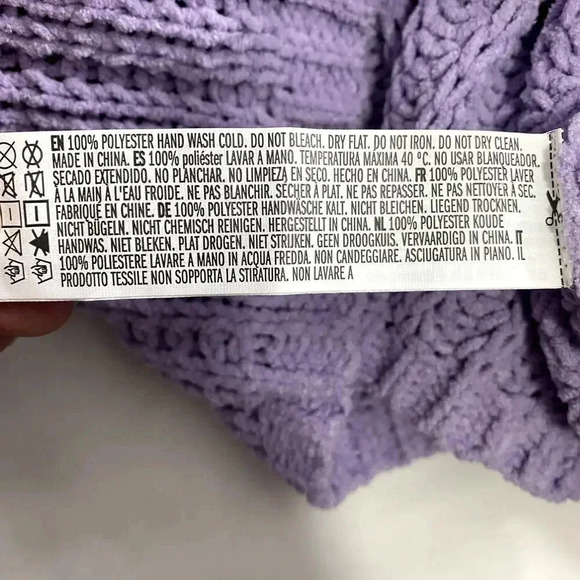 EN 100% POLYESTER HAND WASH COLD. DO NOT BLEACH. DRY FLAT. DO NOT IRON. DO NOT DRY CLEAN.
MADE IN CHINA. ES 100% poliéster LAVAR A MANO. TEMPERATURA MÁXIMA 40 °C. NO USAR BLANQUEADOR.
SECADO EXTENDIDO. NO PLANCHAR. NO LIMPIEZA EN SECO. HECHO EN CHINA. FR 100% POLYESTER LAVER
À LA MAIN À L'EAU FROIDE. NE PAS BLANCHIR. SÉCHER À PLAT. NE PAS REPASSER. NE PAS NETTOYER À SEC.
FABRIQUÉ EN CHINE. DE 100% POLYESTER HANDWÄSCHE KALT. NICHT BLEICHEN. LIEGEND TROCKNEN.
NICHT BÜGELN. NICHT CHEMISCH REINIGEN. HERGESTELLT IN CHINA. NL 100% POLYESTER KOUDE
HANDWAS. NIET BLEKEN. PLAT DROGEN. NIET STRIJKEN. GEEN DROOGKUIS. VERVAARDIGD IN CHINA. IT
100% POLIESTERE LAVARE A MANO IN ACQUA FREDDA. NON CANDEGGIARE. ASCIUGATURA IN PIANO. IL
PRODOTTO TESSILE NON SOPPORTA LA STIRATURA. NON LAVARE A